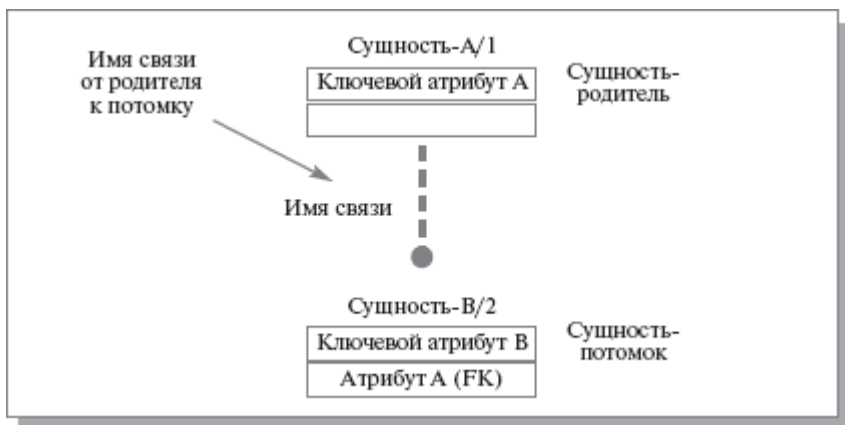 Имя связи
от родителя
к потомку
Сущность-А/1
Ключевой атрибут А
Сущность-
родитель
Имя связи
Сущность-В/2
Ключевой атрибут В
Атрибут А (FK)
Сущность-
потомок